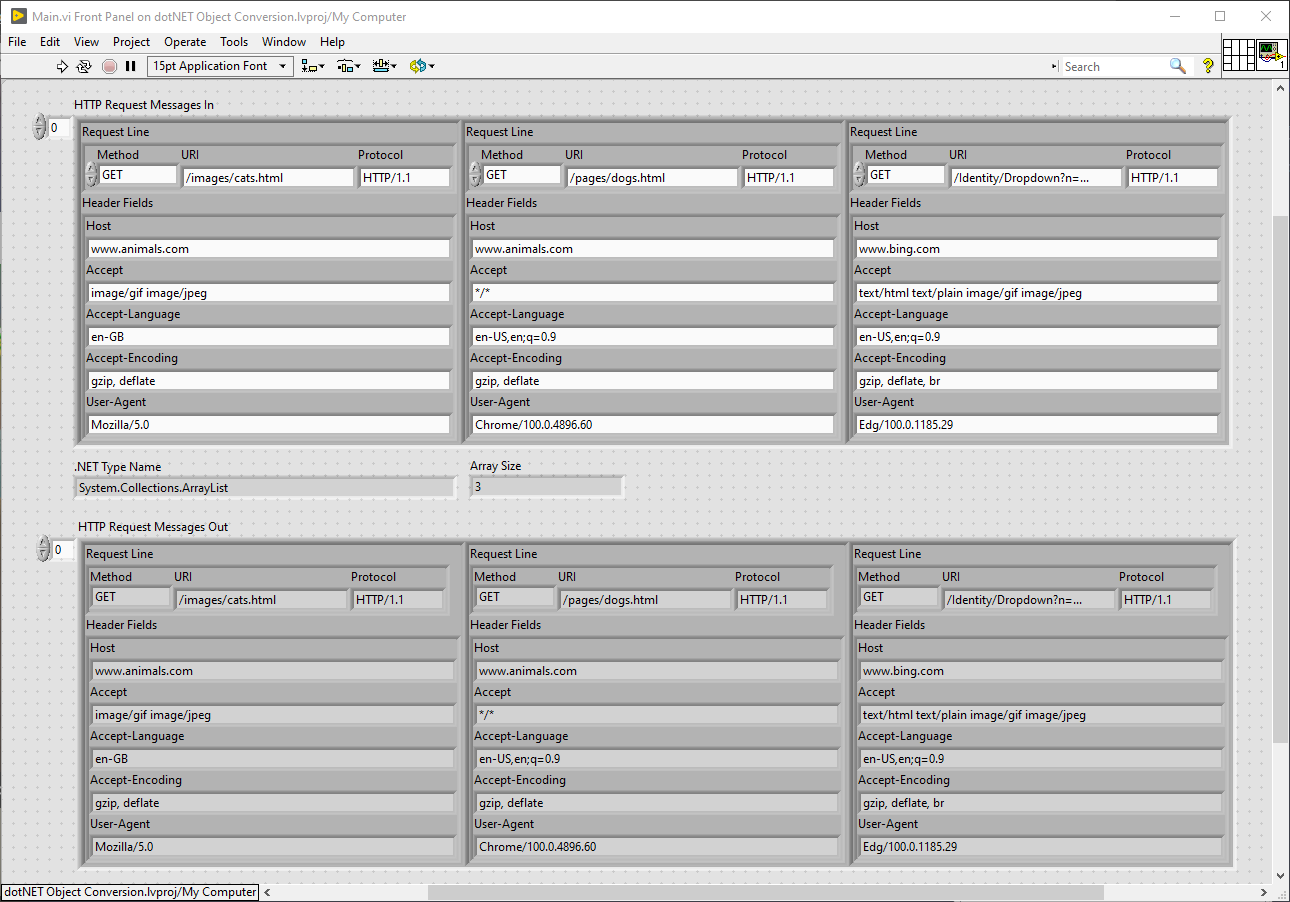 Main.vi Front Panel on dotNET Object Conversion.lvproj/My Computer
File Edit View Project Operate Tools Window Help
15pt Application Font Search ? 1
HTTP Request Messages In
0
Request Line Request Line Request Line
Method URI Protocol Method URI Protocol Method URI Protocol
GET /images/cats.html HTTP/1.1 GET /pages/dogs.html HTTP/1.1 GET /Identity/Dropdown?n=... HTTP/1.1
Header Fields Header Fields Header Fields
Host Host Host
www.animals.com www.animals.com www.bing.com
Accept Accept Accept
image/gif image/jpeg */* text/html text/plain image/gif image/jpeg
Accept-Language Accept-Language Accept-Language
en-GB en-US,en;q=0.9 en-US,en;q=0.9
Accept-Encoding Accept-Encoding Accept-Encoding
gzip, deflate gzip, deflate gzip, deflate, br
User-Agent User-Agent User-Agent
Mozilla/5.0 Chrome/100.0.4896.60 Edg/100.0.1185.29
.NET Type Name Array Size
System.Collections.ArrayList 3
HTTP Request Messages Out
0
Request Line Request Line Request Line
Method URI Protocol Method URI Protocol Method URI Protocol
GET /images/cats.html HTTP/1.1 GET /pages/dogs.html HTTP/1.1 GET /Identity/Dropdown?n=... HTTP/1.1
Header Fields Header Fields Header Fields
Host Host Host
www.animals.com www.animals.com www.bing.com
Accept Accept Accept
image/gif image/jpeg */* text/html text/plain image/gif image/jpeg
Accept-Language Accept-Language Accept-Language
en-GB en-US,en;q=0.9 en-US,en;q=0.9
Accept-Encoding Accept-Encoding Accept-Encoding
gzip, deflate gzip, deflate gzip, deflate, br
User-Agent User-Agent User-Agent
Mozilla/5.0 Chrome/100.0.4896.60 Edg/100.0.1185.29
dotNET Object Conversion.lvproj/My Computer